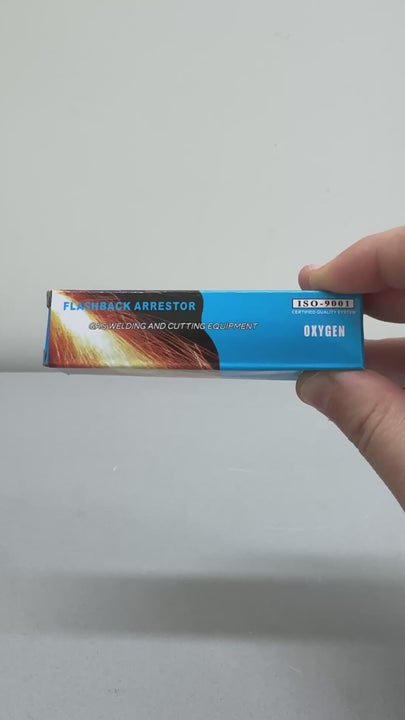 FLASHBACK ARRESTOR
GAS WELDING AND CUTTING EQUIPMENT
ISO-9001
CERTIFIED QUALITY SYSTEM
OXYGEN